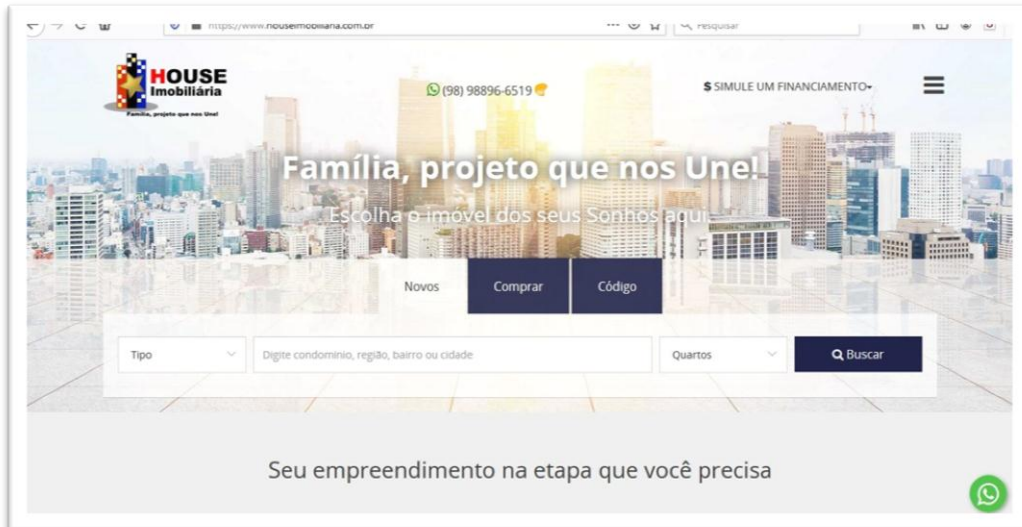 https://www.houseimobiliaria.com.br
Pesquisar
HOUSE
Imobiliária
Família, projeto que nos Une!
(98) 98896-6519
$ SIMULE UM FINANCIAMENTO
Família, projeto que nos Une!
Escolha o imóvel dos seus Sonhos aqui
Novos
Comprar
Código
Tipo
Digite condomínio, região, bairro ou cidade
Quartos
Buscar
Seu empreendimento na etapa que você precisa